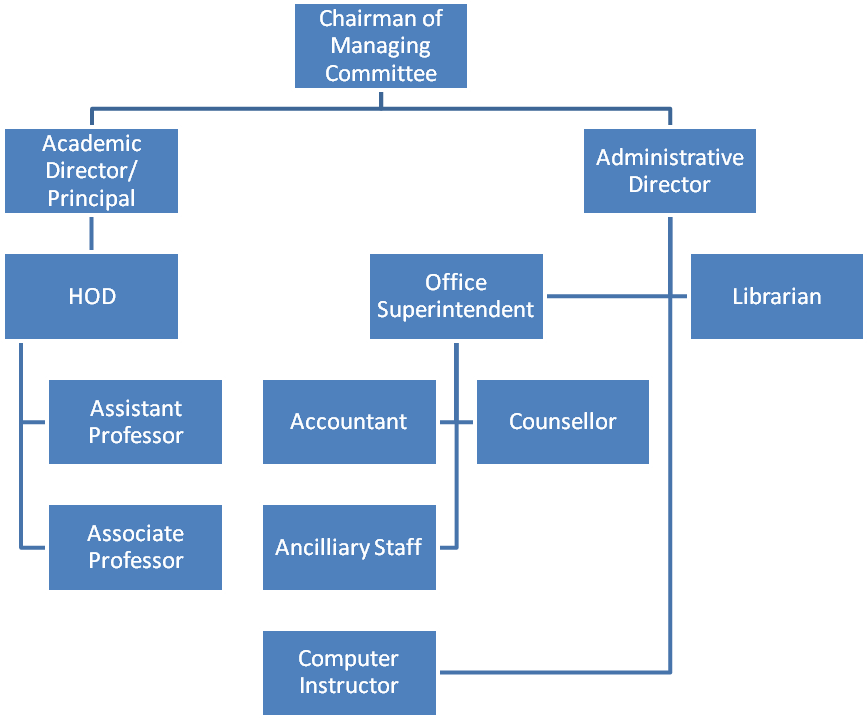 Chairman of
Managing
Committee
Academic
Director/
Principal
Administrative
Director
HOD
Office
Superintendent
Librarian
Assistant
Professor
Accountant
Counsellor
Associate
Professor
Ancilliary Staff
Computer
Instructor